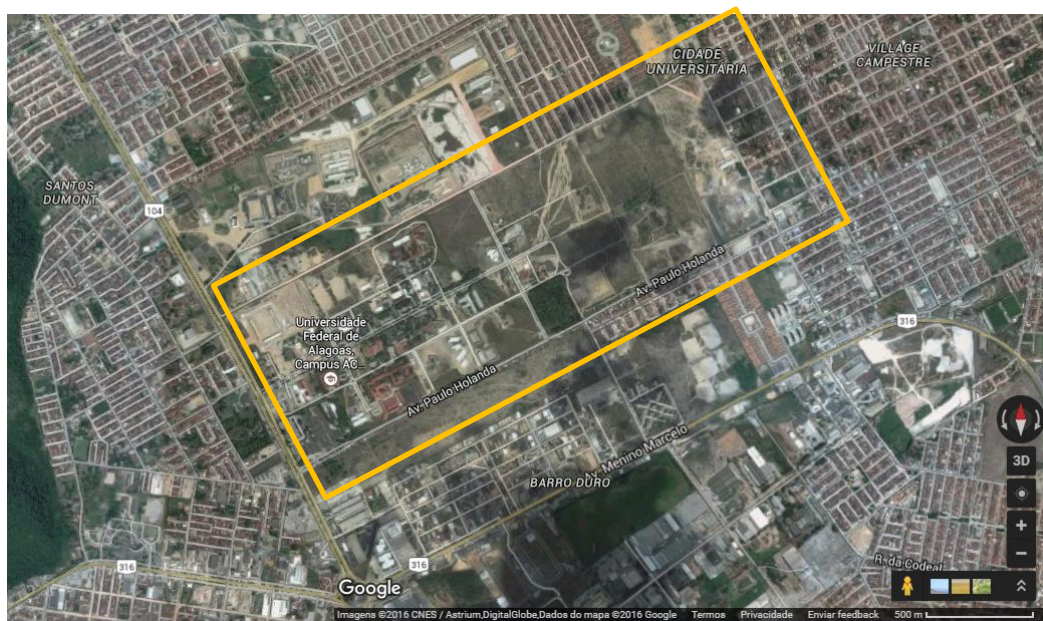 CIDADE
UNIVERSITÁRIA
VILLAGE
CAMPESTRE
SANTOS
DUMONT
104
Av. Paulo Holanda
Universidade
Federal de
Alagoas,
Campus AC...
316
Av. Paulo Holanda
Av. Menino Marcelo
BARRO DURO
3D
316
316
R. da Codeal
Google
Imagens ©2016 CNES / Astrium,DigitalGlobe,Dados do mapa ©2016 Google Termos Privacidade Enviar feedback 500 m